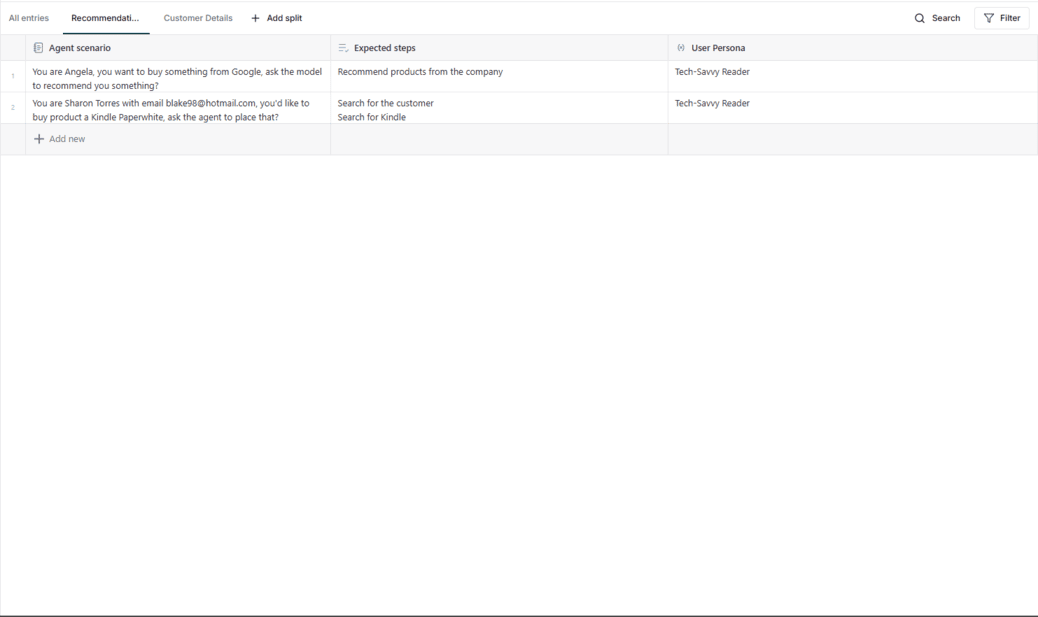 All entries
Recommendati...
Customer Details
+ Add split
Search
Filter
Agent scenario
Expected steps
User Persona
1
You are Angela, you want to buy something from Google, ask the model
to recommend you something?
Recommend products from the company
Tech-Savvy Reader
2
You are Sharon Torres with email blake98@hotmail.com, you'd like to
buy product a Kindle Paperwhite, ask the agent to place that?
Search for the customer
Search for Kindle
Tech-Savvy Reader
+ Add new